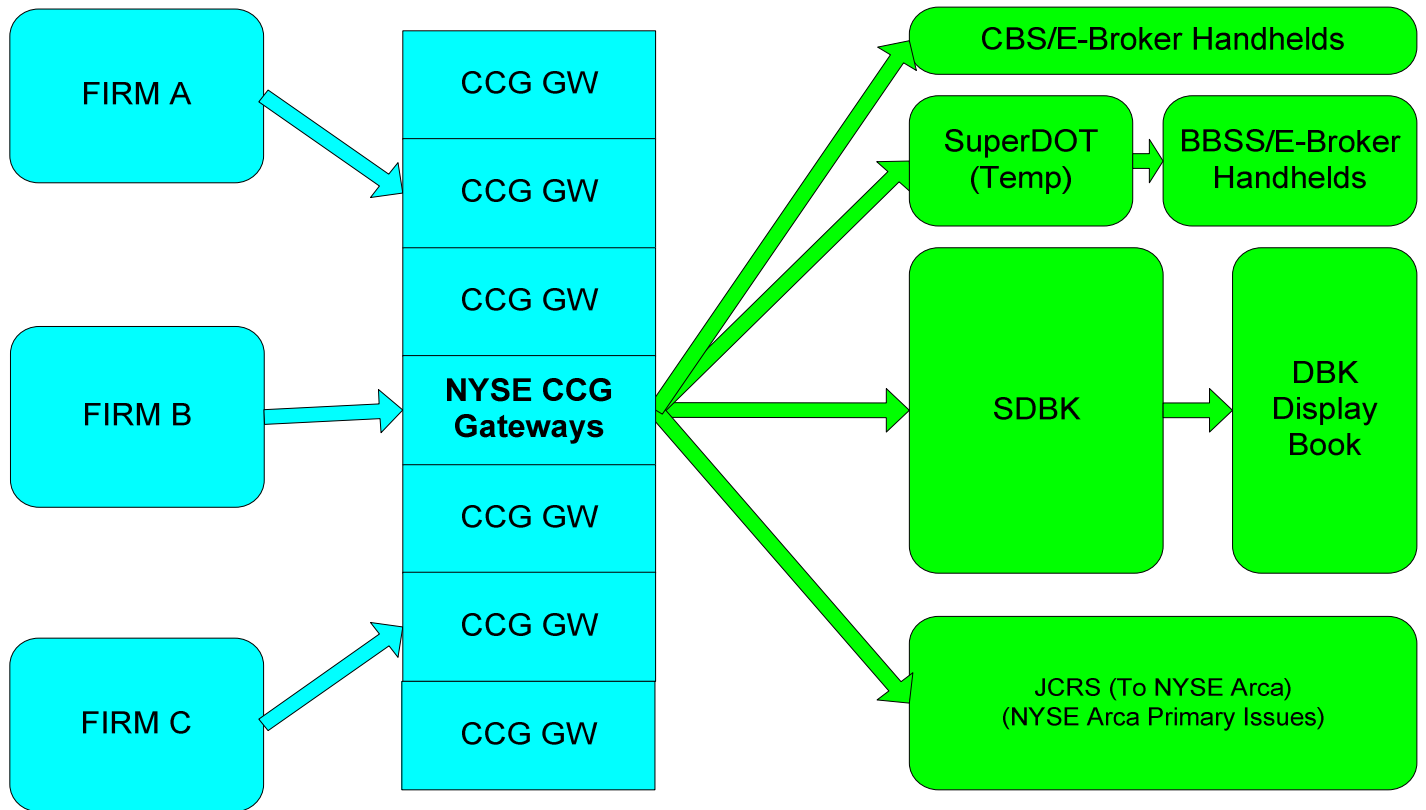 FIRM A
FIRM B
FIRM C
CCG GW
CCG GW
CCG GW
NYSE CCG
Gateways
CCG GW
CCG GW
CCG GW
CBS/E-Broker Handhelds
SuperDOT
(Temp)
BBSS/E-Broker
Handhelds
SDBK
DBK
Display
Book
JCRS (To NYSE Arca)
(NYSE Arca Primary Issues)